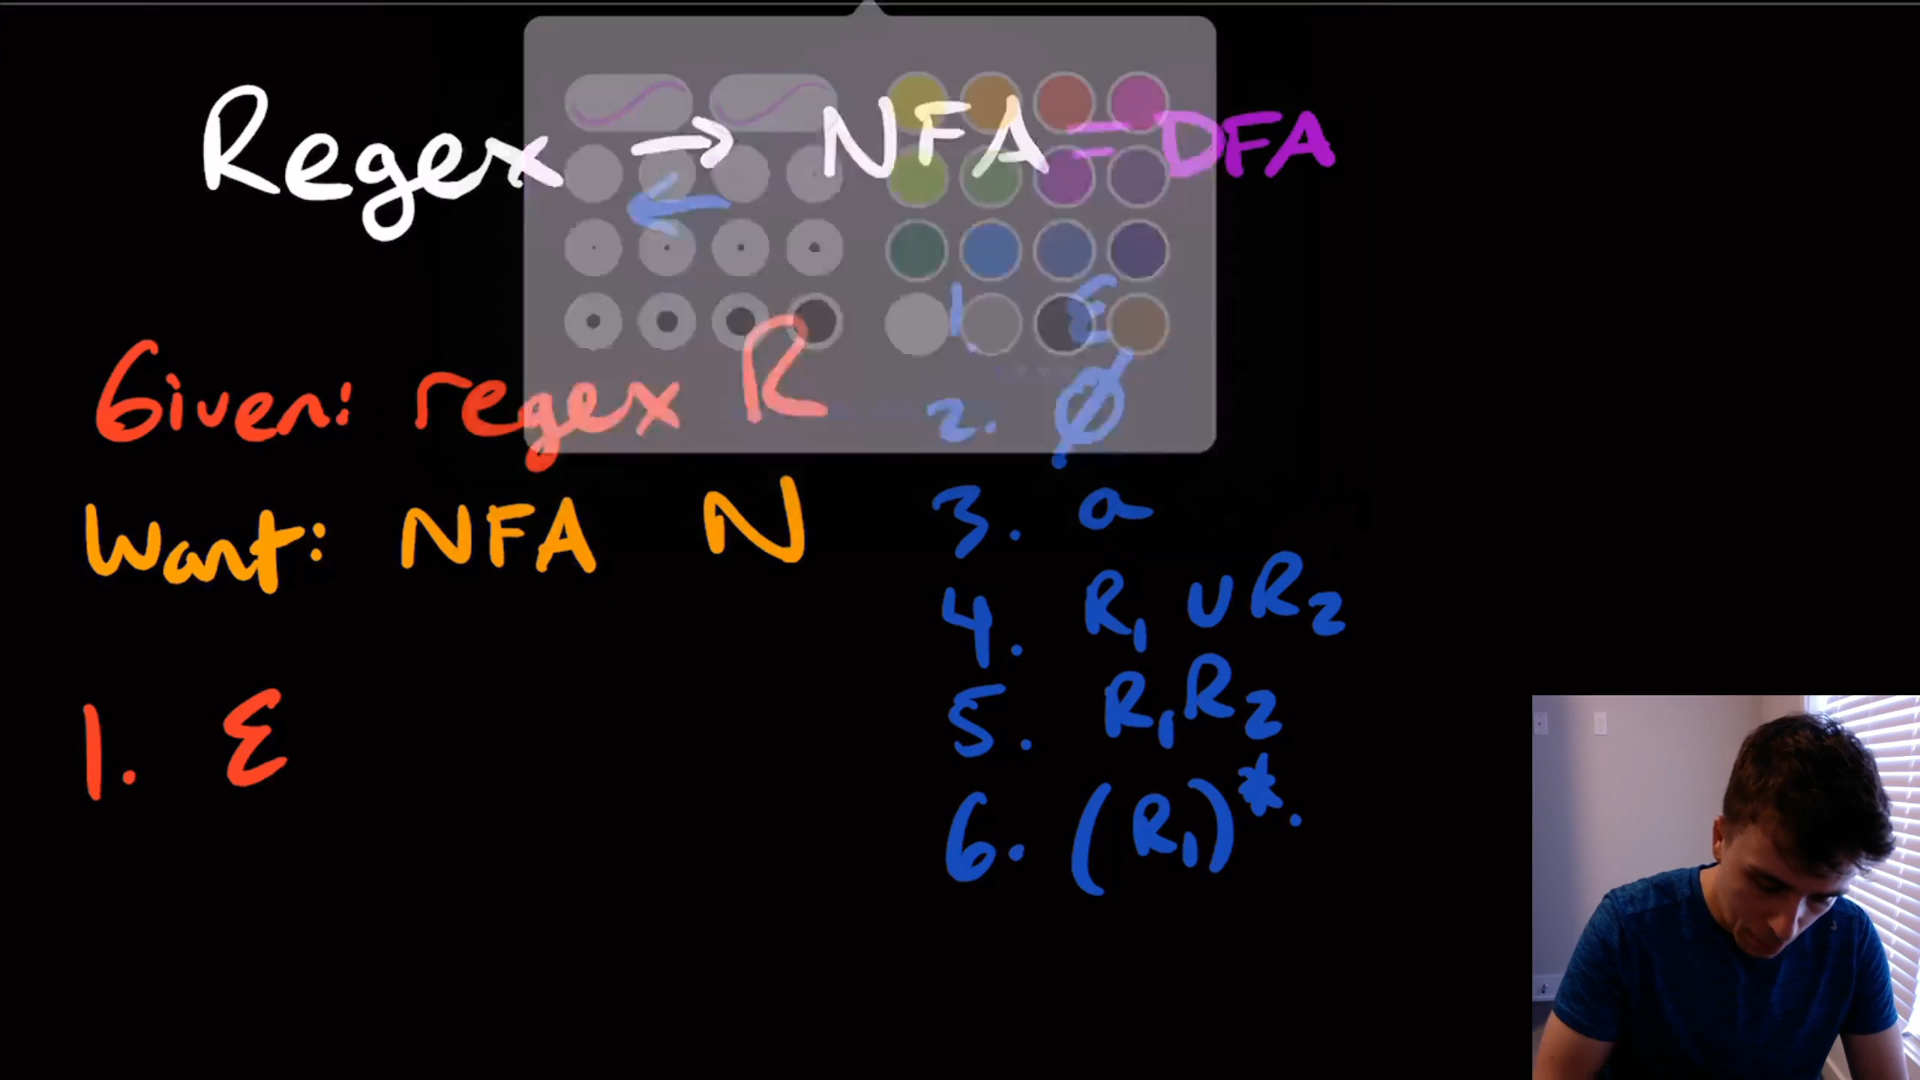 Regex → NFA = DFA
←
Given: regex R
Want: NFA N
1. ε
1. ε
2. Ø
3. a
4. R₁ ∪ R₂
5. R₁R₂
6. (R₁)*.